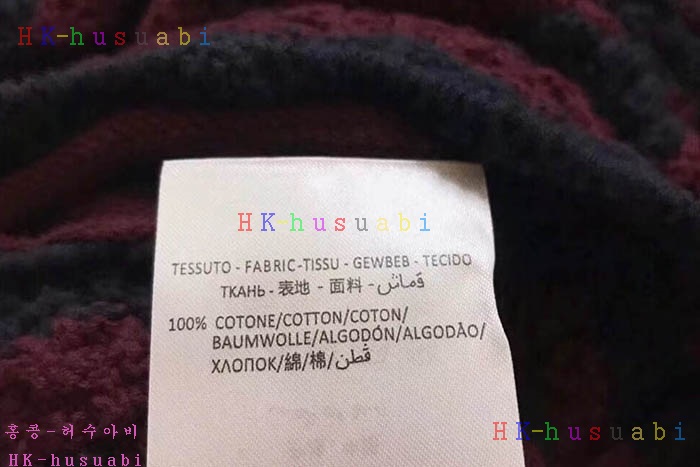 HK-husuabi
HK-husuabi
TESSUTO - FABRIC-TISSU - GEWBEB - TECIDO
ТКАНЬ - 表地 - 面料 - قماش
100% COTONE/COTTON/COTON/
BAUMWOLLE/ALGODÓN/ALGODÃO/
ХЛОПОК/綿/棉/قطن
홍콩-허수아비
HK-husuabi
HK-husuabi